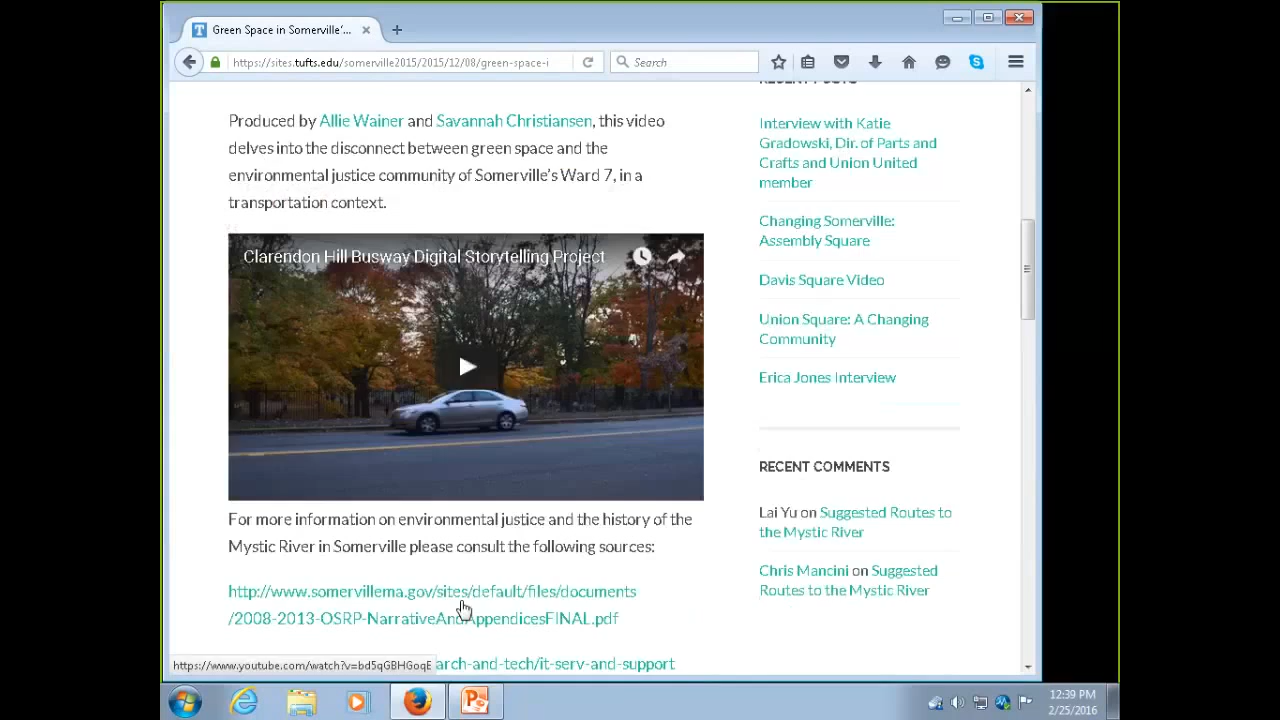 Green Space in Somerville'...
https://sites.tufts.edu/somerville2015/2015/12/08/green-space-i
Search
Produced by Allie Wainer and Savannah Christiansen, this video
delves into the disconnect between green space and the
environmental justice community of Somerville's Ward 7, in a
transportation context.
Clarendon Hill Busway Digital Storytelling Project
For more information on environmental justice and the history of the
Mystic River in Somerville please consult the following sources:
http://www.somervillema.gov/sites/default/files/documents
/2008-2013-OSRP-NarrativeAndAppendicesFINAL.pdf
arch-and-tech/it-serv-and-support
https://www.youtube.com/watch?v=bd5qGBHGoqE
RECENT POSTS
Interview with Katie
Gradowski, Dir. of Parts and
Crafts and Union United
member
Changing Somerville:
Assembly Square
Davis Square Video
Union Square: A Changing
Community
Erica Jones Interview
RECENT COMMENTS
Lai Yu on Suggested Routes to
the Mystic River
Chris Mancini on Suggested
Routes to the Mystic River
12:39 PM
2/25/2016